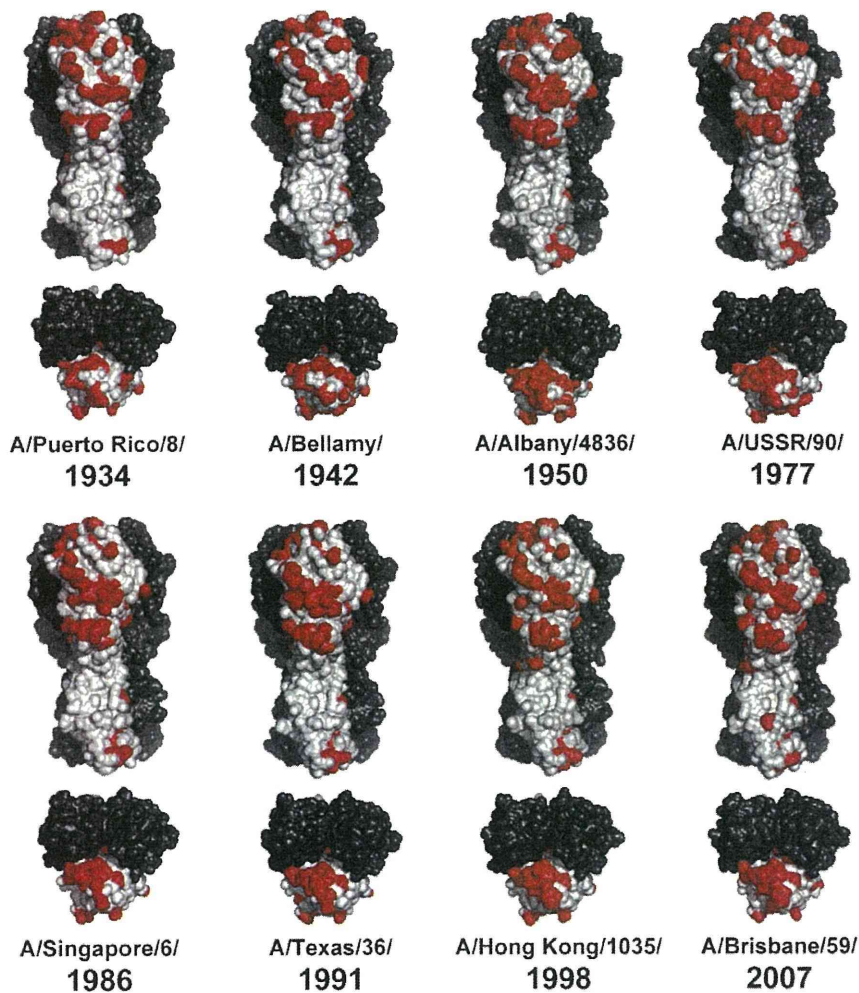 A/Puerto Rico/8/
1934
A/Bellamy/
1942
A/Albany/4836/
1950
A/USSR/90/
1977
A/Singapore/6/
1986
A/Texas/36/
1991
A/Hong Kong/1035/
1998
A/Brisbane/59/
2007